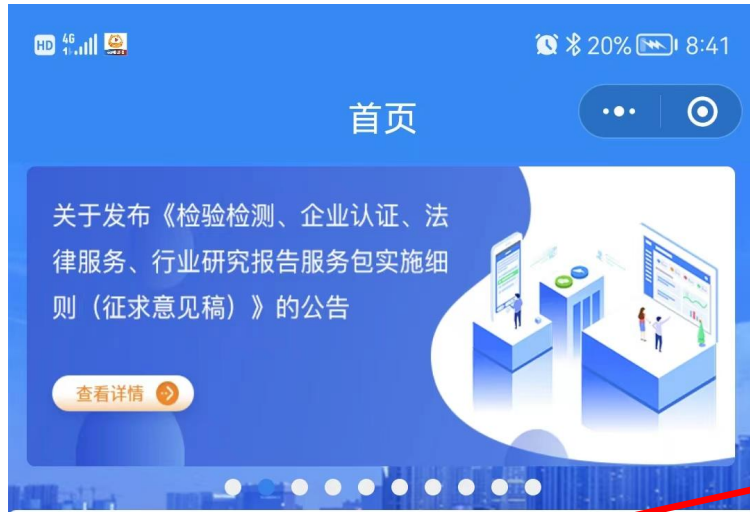 HD 4G 20% 8:41
首页
关于发布《检验检测、企业认证、法
律服务、行业研究报告服务包实施细
则（征求意见稿）》的公告
查看详情